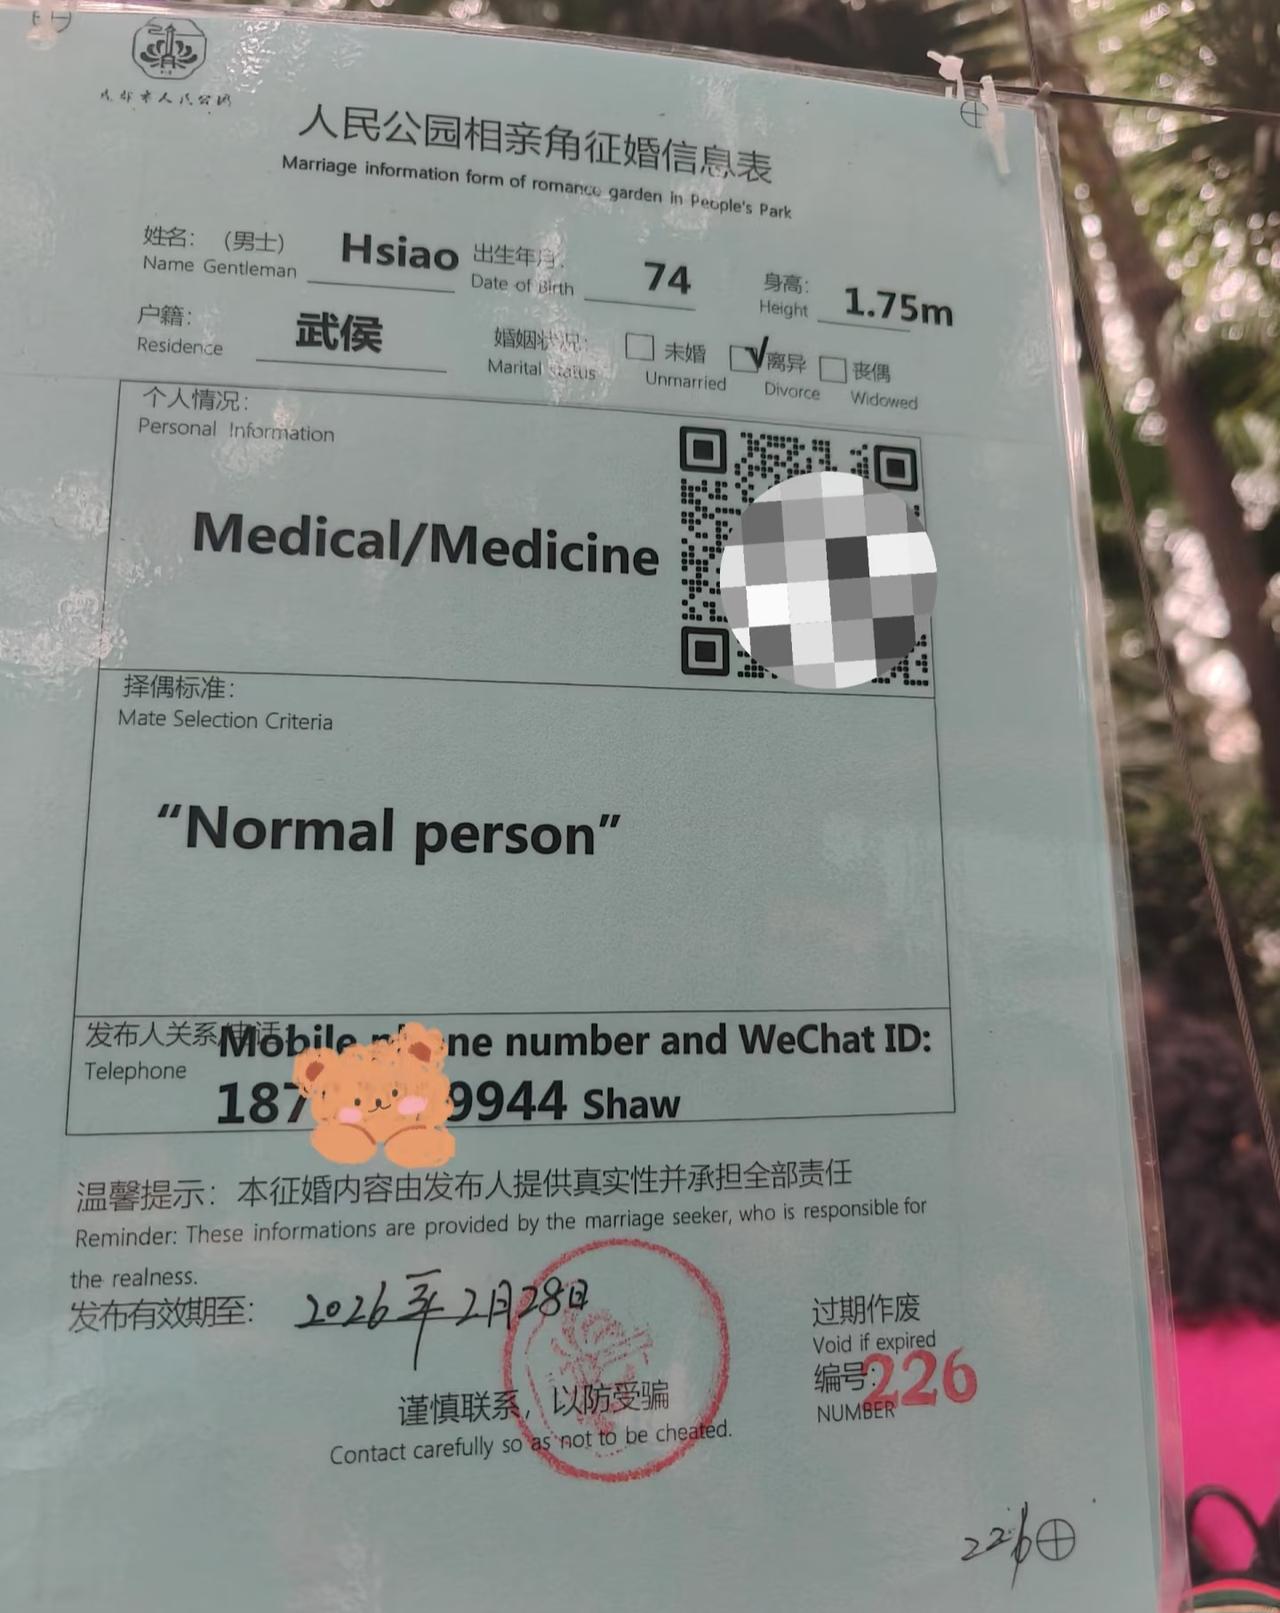 成都市人民公园
人民公园相亲角征婚信息表
Marriage information form of romance garden in People's Park
姓名：（男士） Hsiao 出生年月： 74 身高： 1.75m
Name Gentleman Date of Birth Height
户籍： 武侯 婚姻状况： 未婚 √ 离异 丧偶
Residence Marital status Unmarried Divorce Widowed
个人情况：
Personal Information
Medical/Medicine
择偶标准：
Mate Selection Criteria
“Normal person”
发布人关系/电话： Mobile phone number and WeChat ID:
Telephone
187 9944 Shaw
温馨提示：本征婚内容由发布人提供真实性并承担全部责任
Reminder: These informations are provided by the marriage seeker, who is responsible for
the realness.
发布有效期至： 2026年2月28日
过期作废
Void if expired
编号：226
NUMBER
谨慎联系，以防受骗
Contact carefully so as not to be cheated.
226